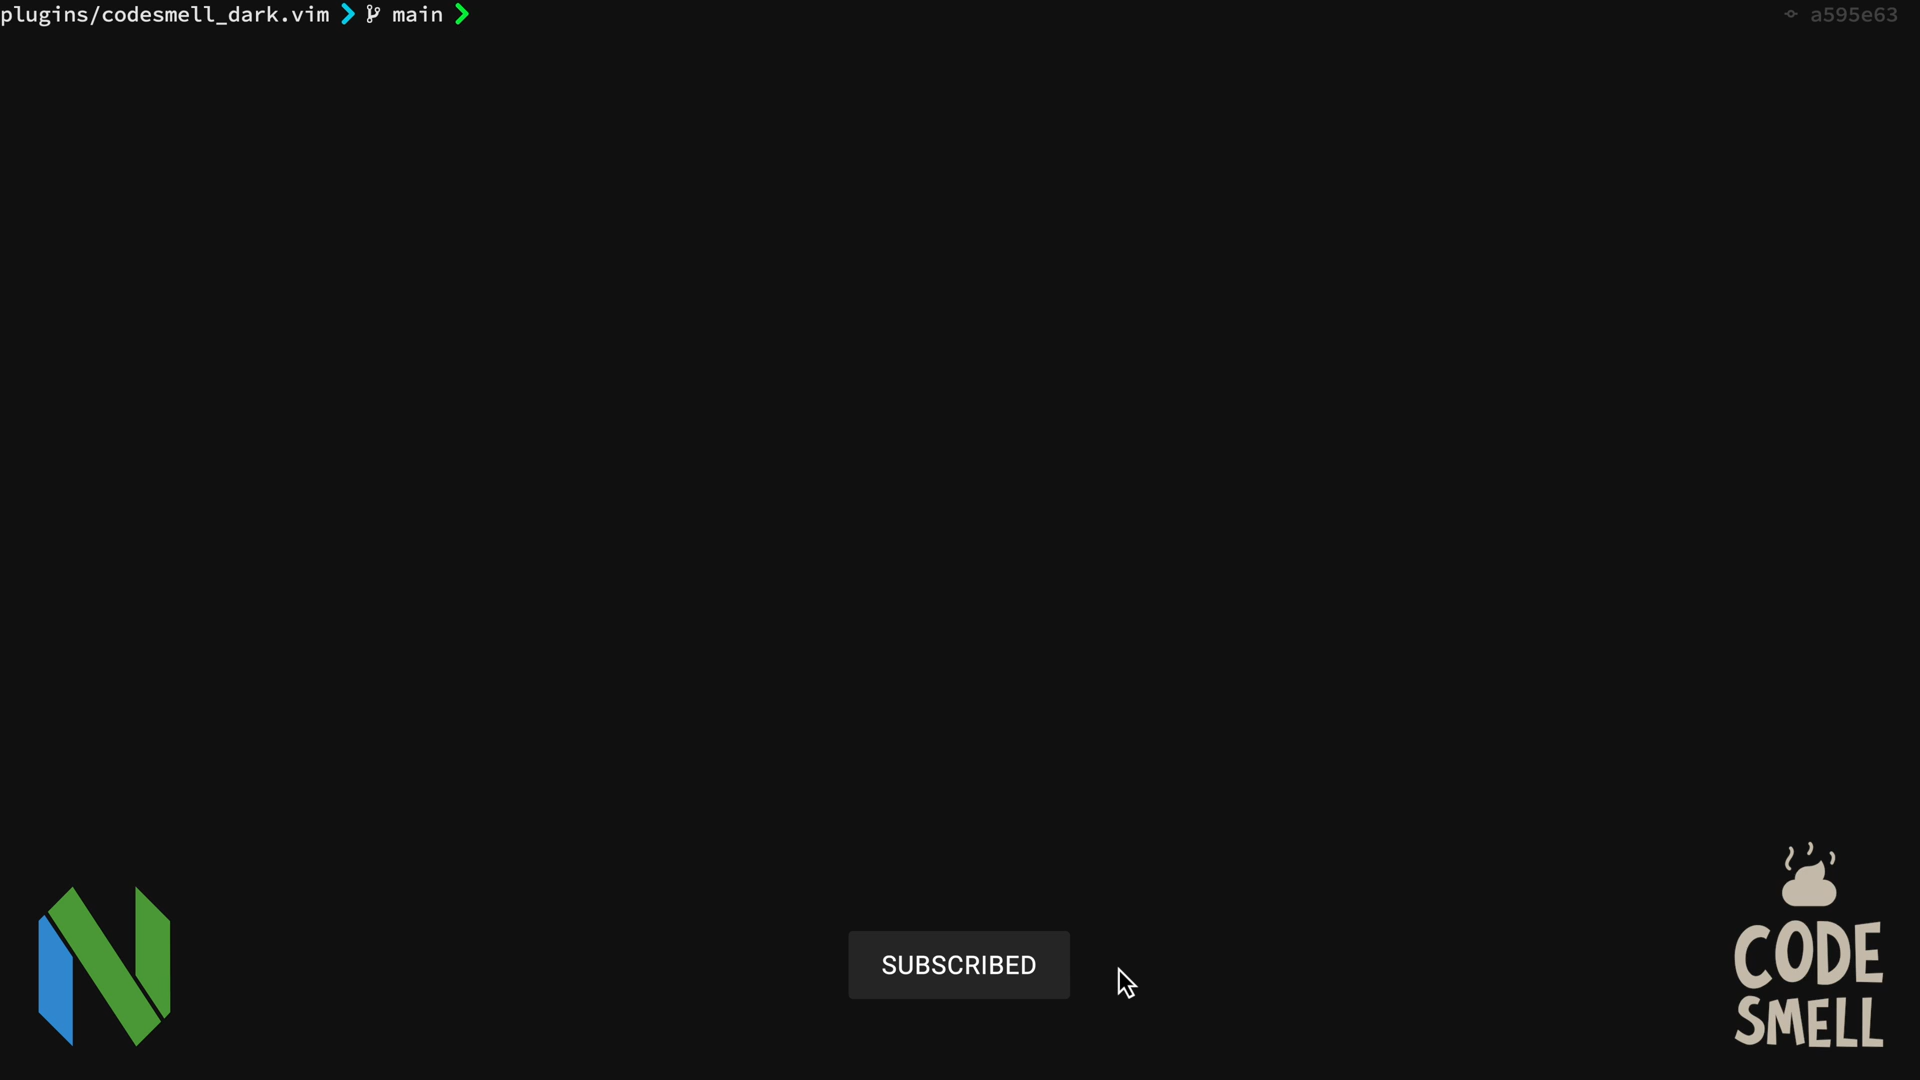 plugins/codesmell_dark.vim main
a595e63
SUBSCRIBED
CODE
SMELL